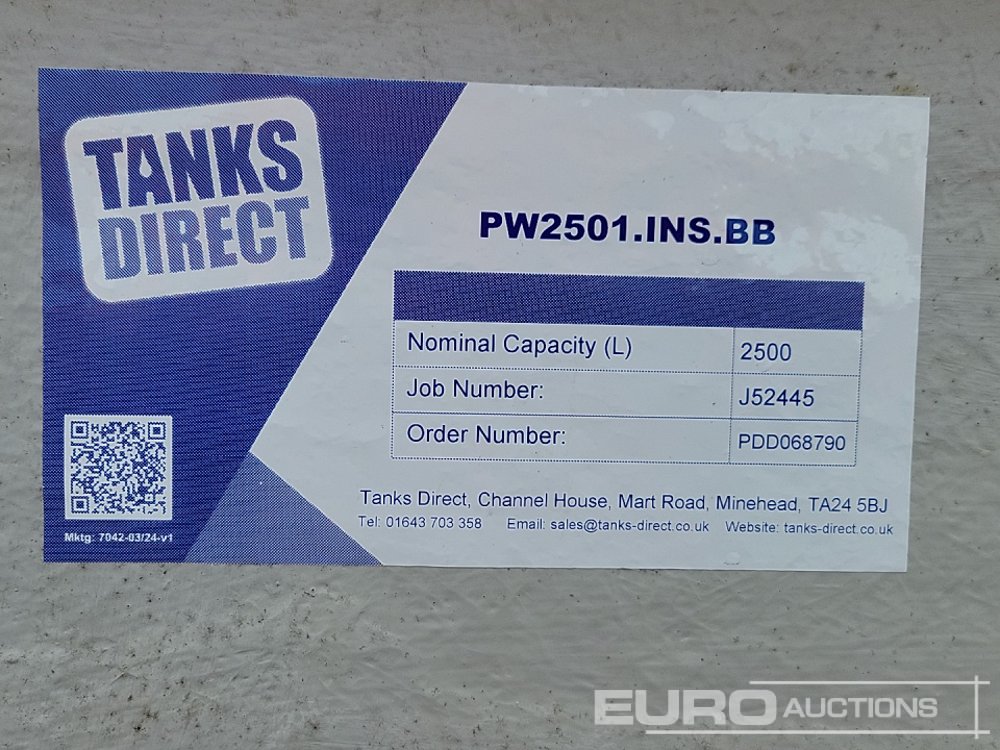 TANKS
DIRECT
PW2501.INS.BB
Nominal Capacity (L) 2500
Job Number: J52445
Order Number: PDD068790
Tanks Direct, Channel House, Mart Road, Minehead, TA24 5BJ
Tel: 01643 703 358 Email: sales@tanks-direct.co.uk Website: tanks-direct.co.uk
Mktg: 7042-03/24-v1
EURO AUCTIONS